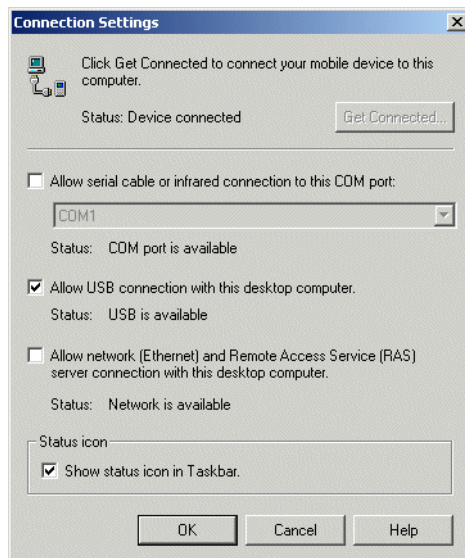 Connection Settings
Click Get Connected to connect your mobile device to this
computer.
Status: Device connected
Get Connected...
Allow serial cable or infrared connection to this COM port:
COM1
Status: COM port is available
Allow USB connection with this desktop computer.
Status: USB is available
Allow network (Ethernet) and Remote Access Service (RAS)
server connection with this desktop computer.
Status: Network is available
Status icon
Show status icon in Taskbar.
OK Cancel Help